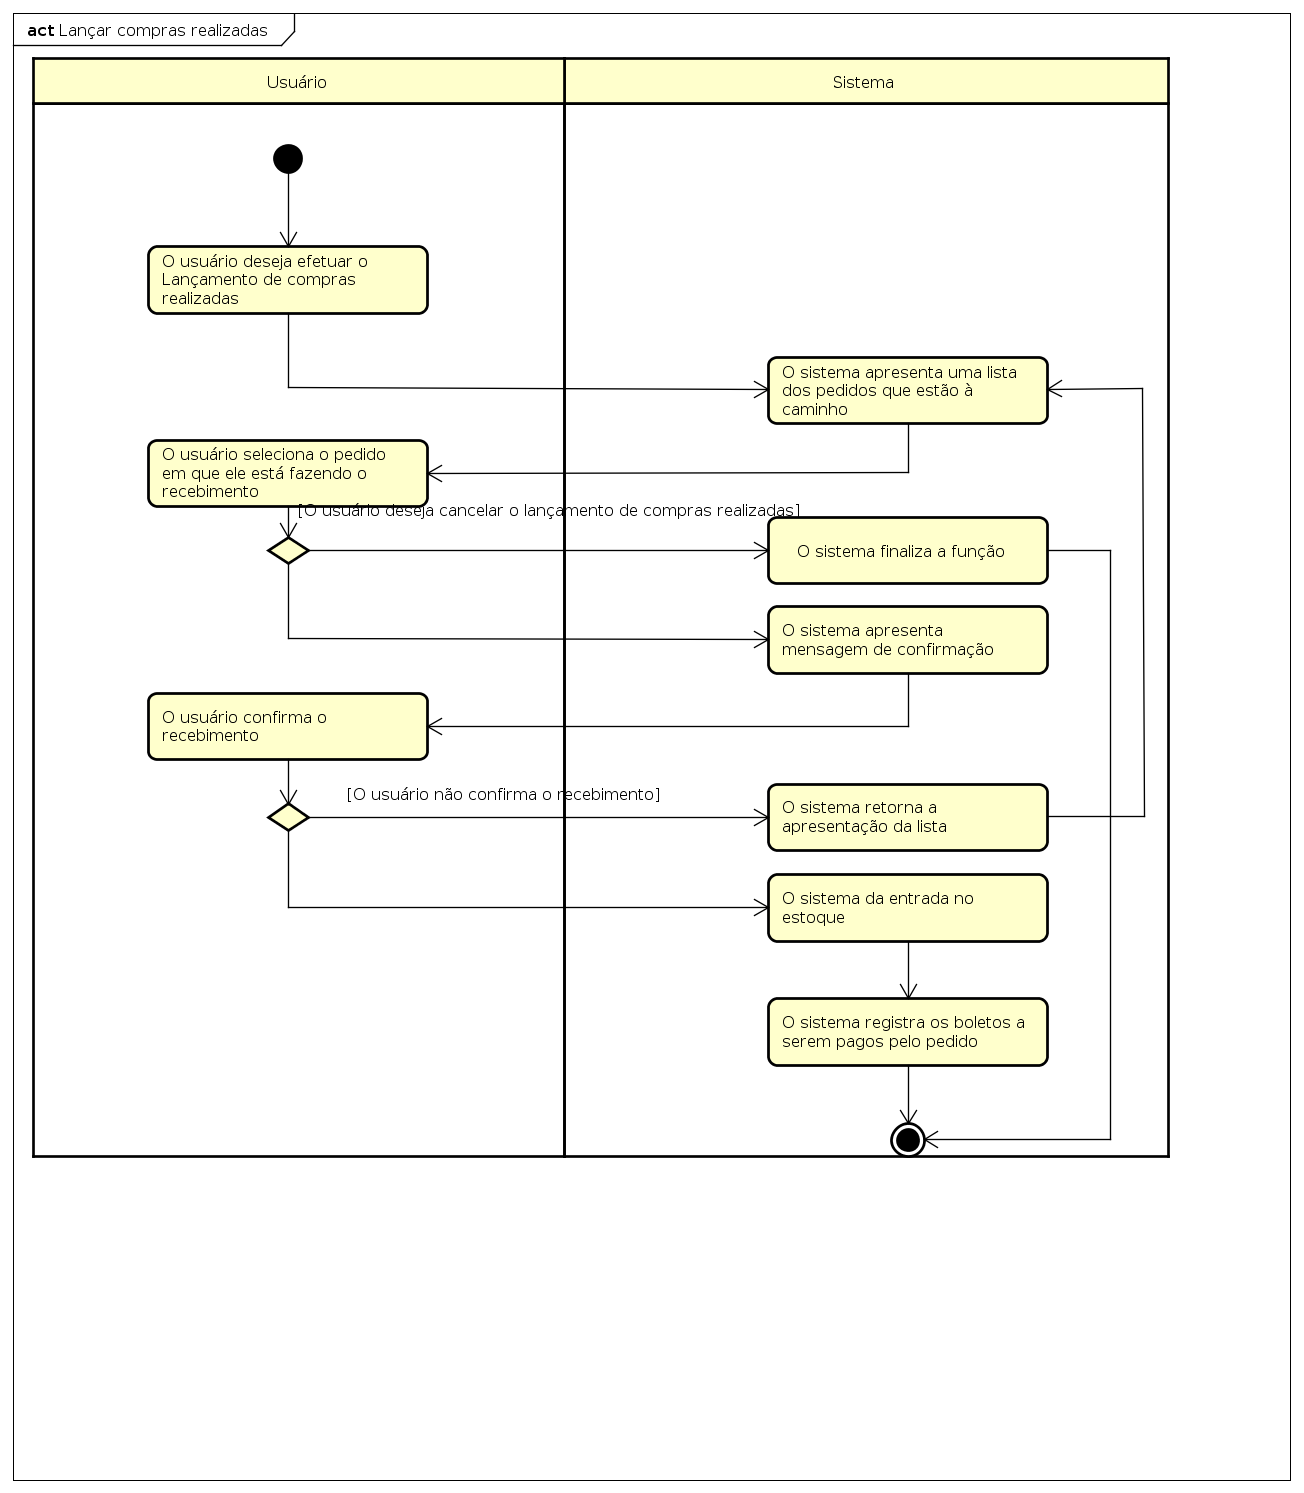 act Lançar compras realizadas
Usuário
Sistema
O usuário deseja efetuar o
Lançamento de compras
realizadas
O sistema apresenta uma lista
dos pedidos que estão à
caminho
O usuário seleciona o pedido
em que ele está fazendo o
recebimento
[O usuário deseja cancelar o lançamento de compras realizadas]
O sistema finaliza a função
O sistema apresenta
mensagem de confirmação
O usuário confirma o
recebimento
[O usuário não confirma o recebimento]
O sistema retorna a
apresentação da lista
O sistema da entrada no
estoque
O sistema registra os boletos a
serem pagos pelo pedido